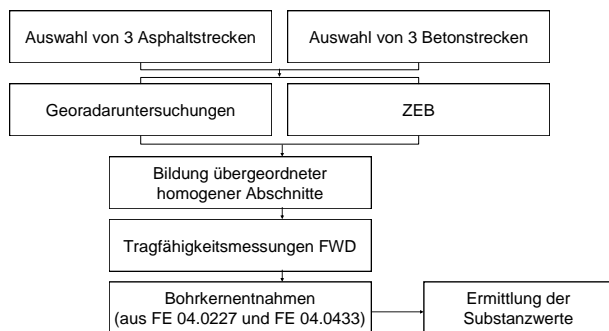 Auswahl von 3 Asphaltstrecken
Auswahl von 3 Betonstrecken
Georadaruntersuchungen
ZEB
Bildung übergeordneter
homogener Abschnitte
Tragfähigkeitsmessungen FWD
Bohrkernentnahmen
(aus FE 04.0227 und FE 04.0433)
Ermittlung der
Substanzwerte